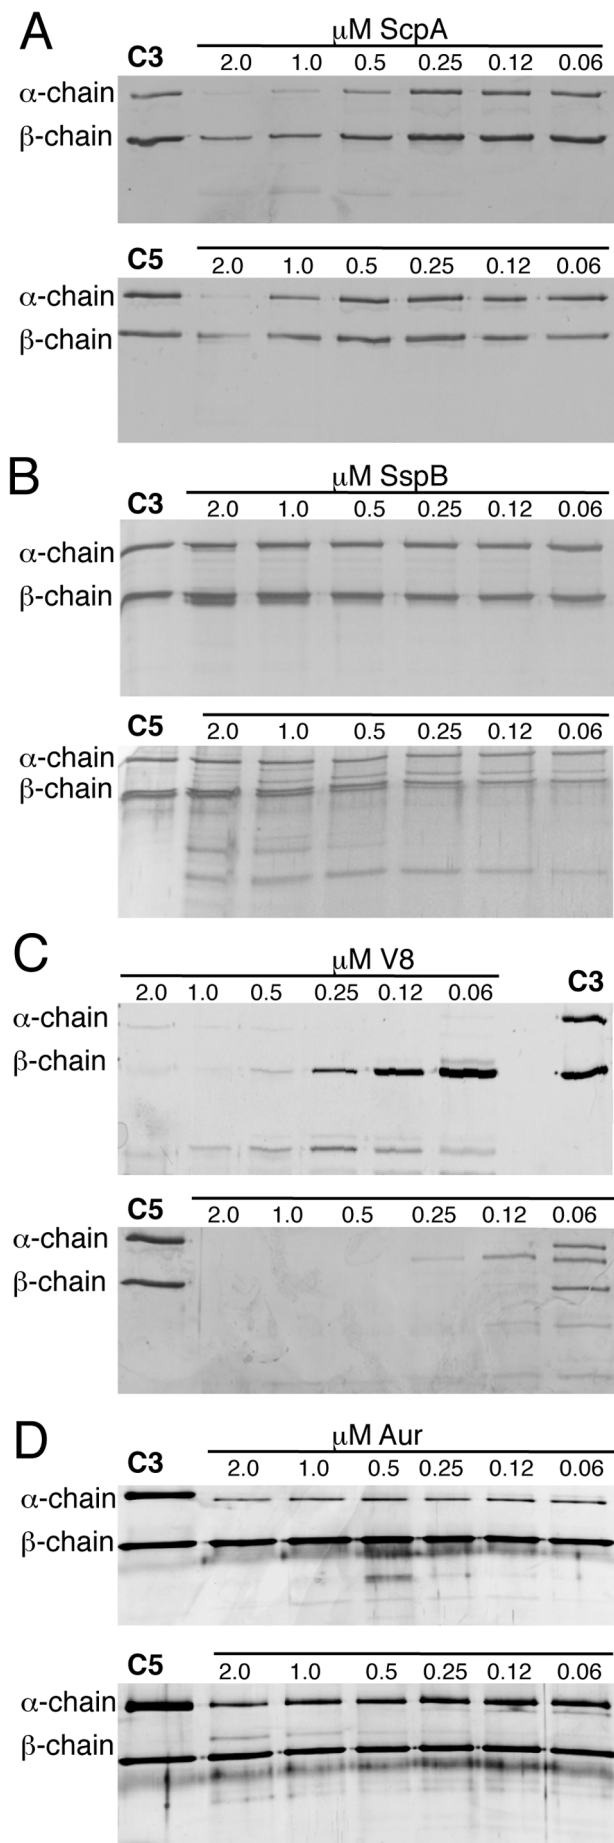 A
μM ScpA
C3 2.0 1.0 0.5 0.25 0.12 0.06
α-chain
β-chain
C5 2.0 1.0 0.5 0.25 0.12 0.06
α-chain
β-chain
B
μM SspB
C3 2.0 1.0 0.5 0.25 0.12 0.06
α-chain
β-chain
C5 2.0 1.0 0.5 0.25 0.12 0.06
α-chain
β-chain
C
μM V8
2.0 1.0 0.5 0.25 0.12 0.06 C3
α-chain
β-chain
C5 2.0 1.0 0.5 0.25 0.12 0.06
α-chain
β-chain
D
μM Aur
C3 2.0 1.0 0.5 0.25 0.12 0.06
α-chain
β-chain
C5 2.0 1.0 0.5 0.25 0.12 0.06
α-chain
β-chain